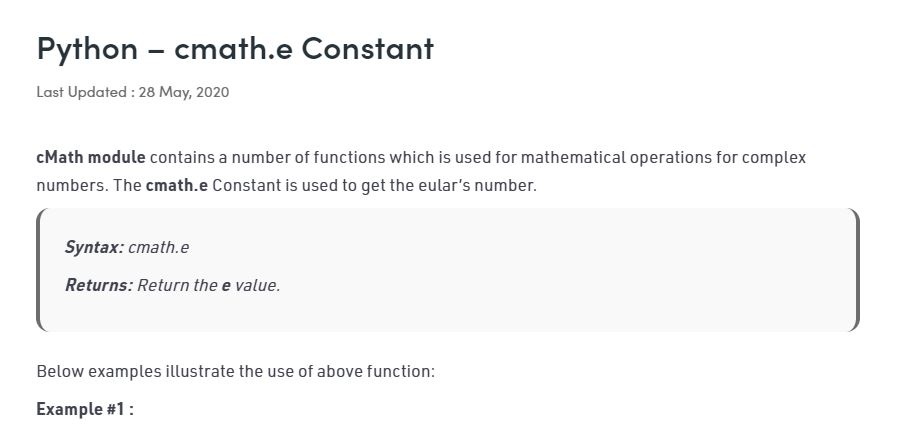 Python – cmath.e Constant
Last Updated : 28 May, 2020
cMath module contains a number of functions which is used for mathematical operations for complex
numbers. The cmath.e Constant is used to get the eular’s number.
Syntax: cmath.e
Returns: Return the e value.
Below examples illustrate the use of above function:
Example #1 :